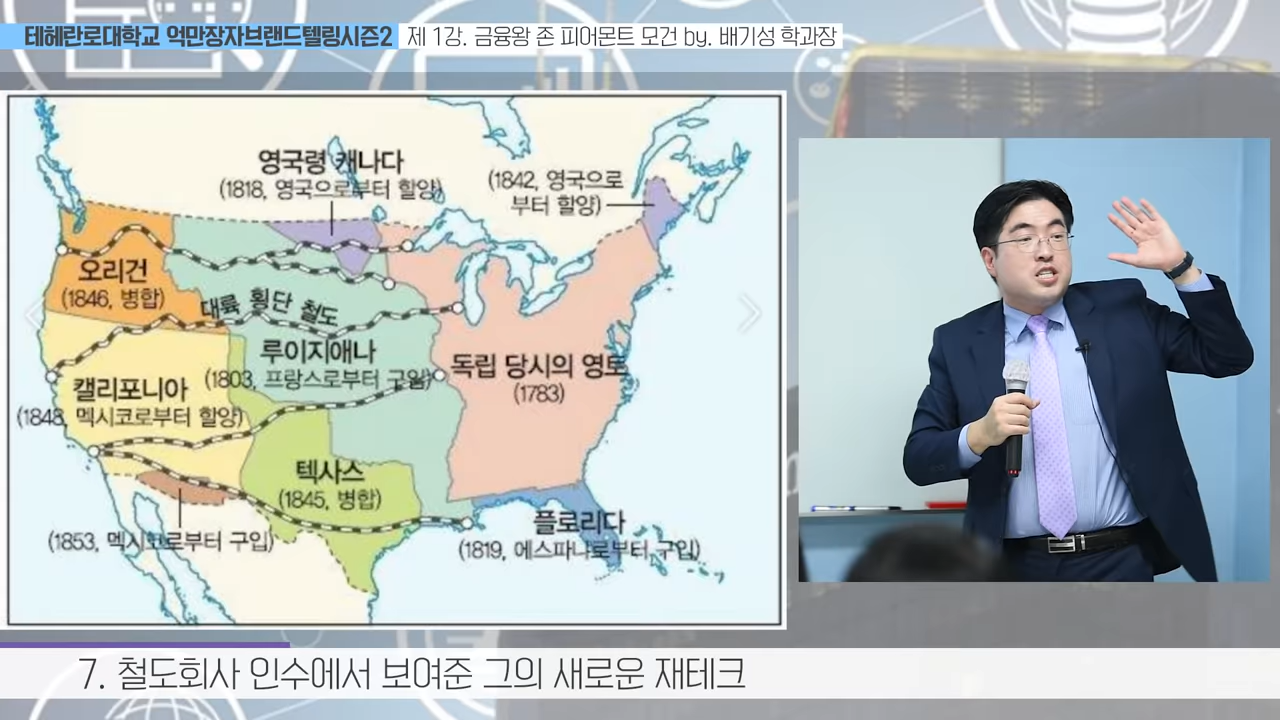 테헤란로대학교 억만장자브랜드텔링시즌2 제 1강. 금융왕 존 피어몬트 모건 by. 배기성 학과장
영국령 캐나다
(1818, 영국으로부터 할양)
(1842, 영국으로
부터 할양)
오리건
(1846, 병합)
대륙 횡단 철도
루이지애나
(1803, 프랑스로부터 구입)
독립 당시의 영토
(1783)
캘리포니아
(1848, 멕시코로부터 할양)
텍사스
(1845, 병합)
(1853, 멕시코로부터 구입)
플로리다
(1819, 에스파냐로부터 구입)
7. 철도회사 인수에서 보여준 그의 새로운 재테크